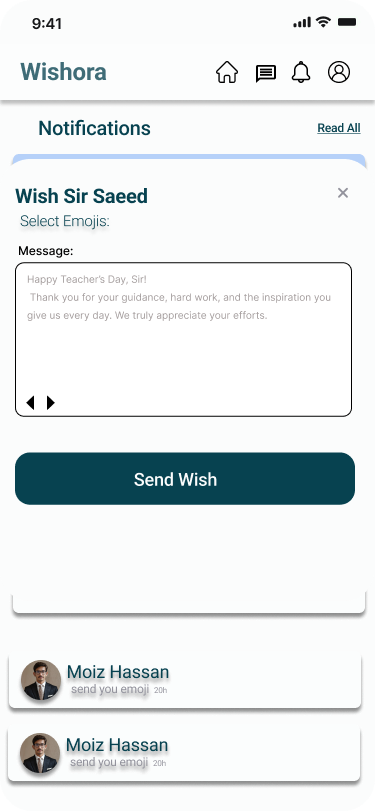 9:41
Wishora
Notifications
Read All
Wish Sir Saeed
Select Emojis:
Message:
Happy Teacher's Day, Sir!
Thank you for your guidance, hard work, and the inspiration you
give us every day. We truly appreciate your efforts.
Send Wish
Moiz Hassan
send you emoji 20h
Moiz Hassan
send you emoji 20h